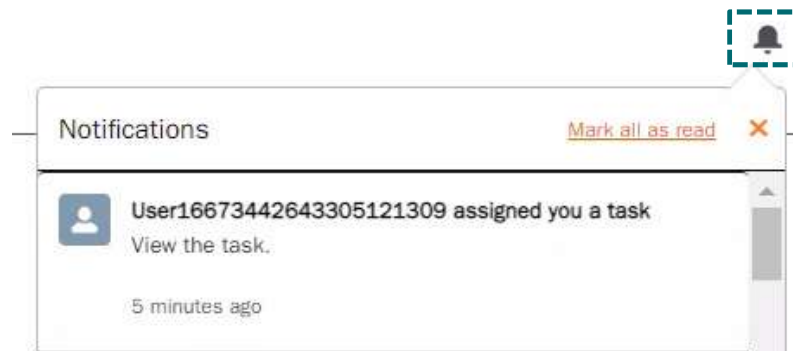 Notifications
Mark all as read
User16673442643305121309 assigned you a task
View the task.
5 minutes ago